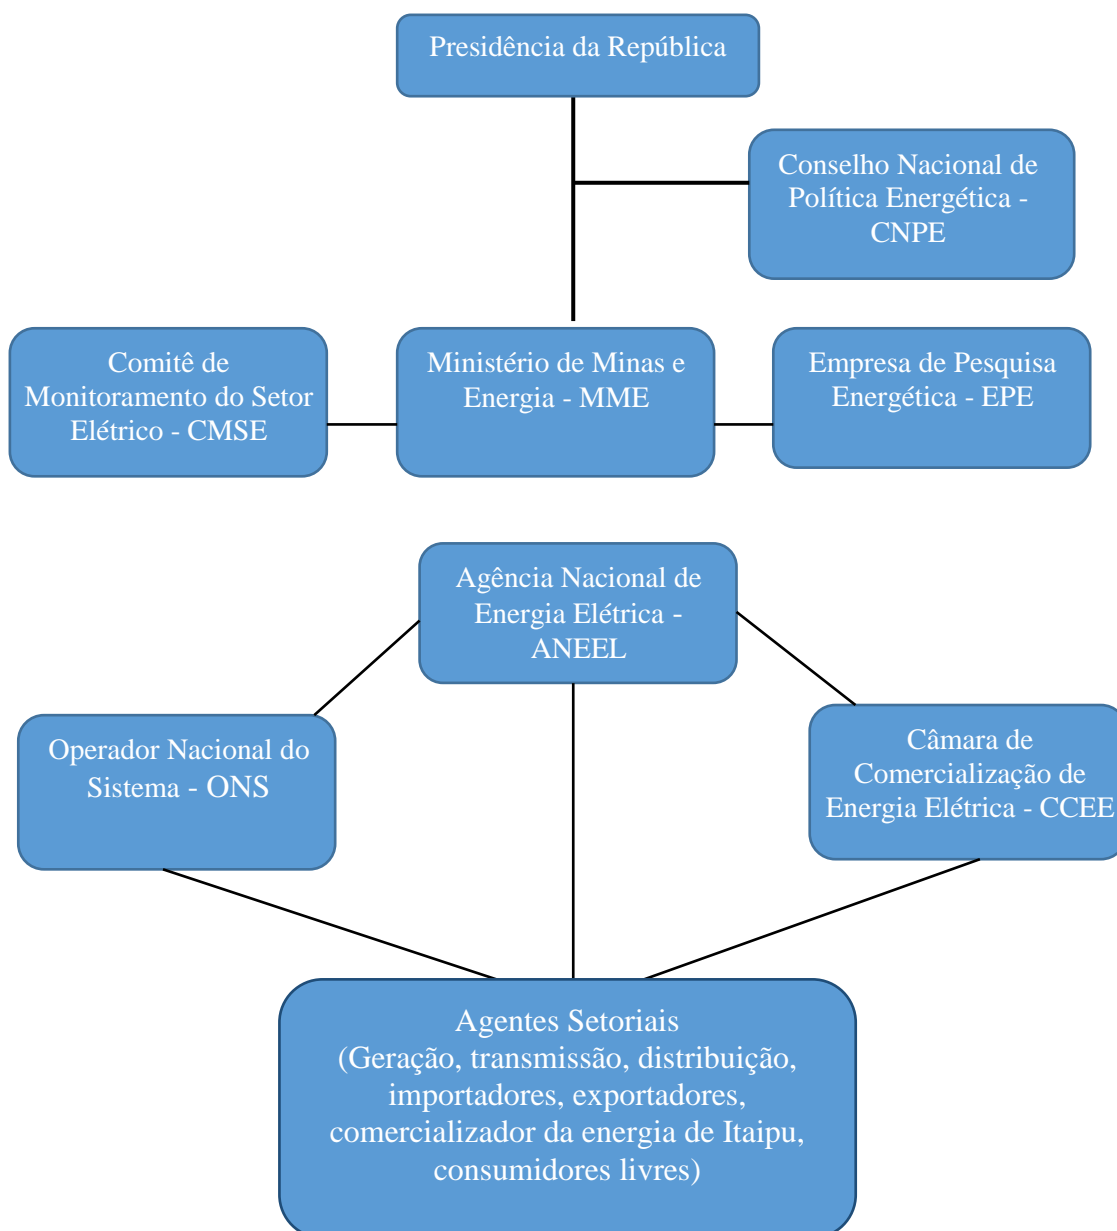 Presidência da República
Conselho Nacional de
Política Energética -
CNPE
Comitê de
Monitoramento do Setor
Elétrico - CMSE
Ministério de Minas e
Energia - MME
Empresa de Pesquisa
Energética - EPE
Agência Nacional de
Energia Elétrica -
ANEEL
Operador Nacional do
Sistema - ONS
Câmara de
Comercialização de
Energia Elétrica - CCEE
Agentes Setoriais
(Geração, transmissão, distribuição,
importadores, exportadores,
comercializador da energia de Itaipu,
consumidores livres)